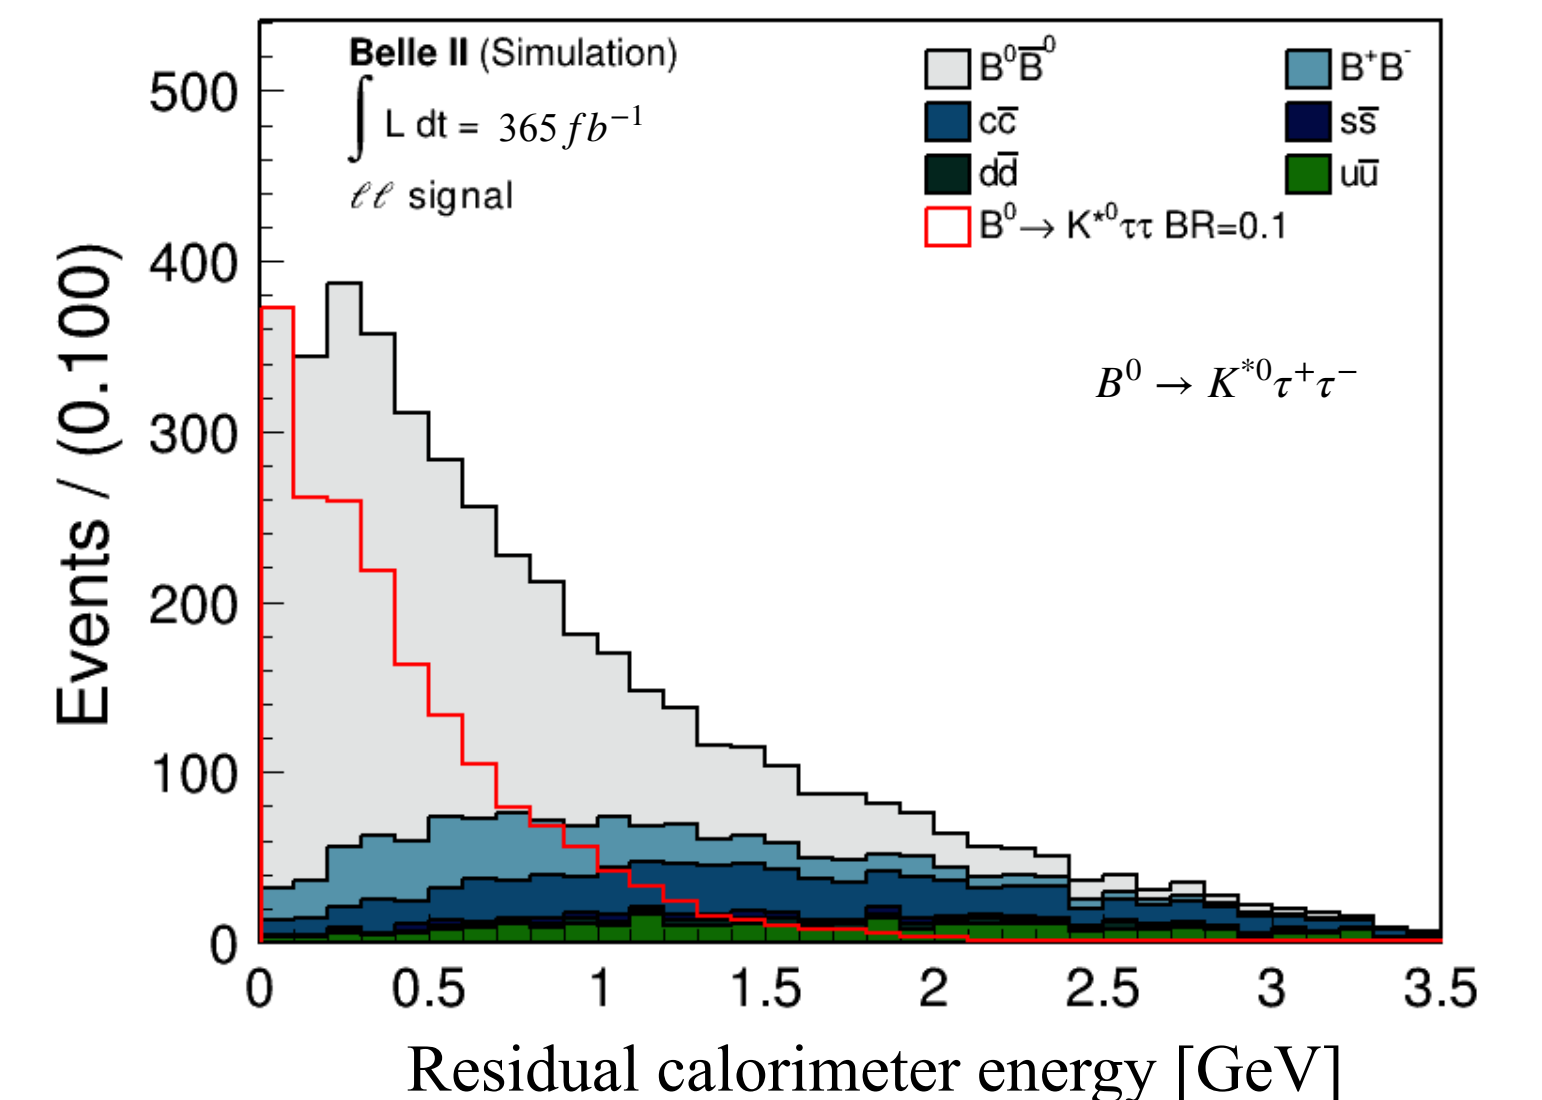 Belle II (Simulation)
∫ L dt = 365 fb⁻¹
ℓℓ signal
B⁰B̅⁰
B⁺B⁻
cc̅
ss̅
dd̅
uu̅
B⁰→ K*⁰ττ BR=0.1
B⁰ → K*⁰τ⁺τ⁻
Events / (0.100)
500
400
300
200
100
0
0 0.5 1 1.5 2 2.5 3 3.5
Residual calorimeter energy [GeV]